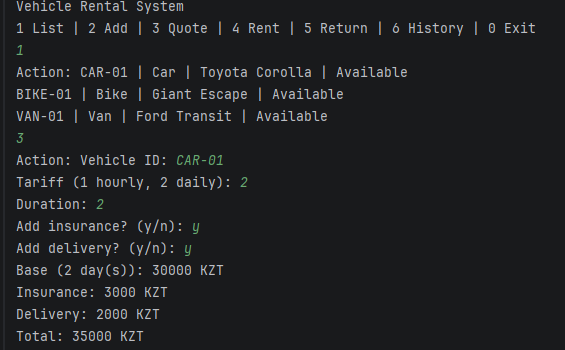 Vehicle Rental System
1 List | 2 Add | 3 Quote | 4 Rent | 5 Return | 6 History | 0 Exit
1
Action: CAR-01 | Car | Toyota Corolla | Available
BIKE-01 | Bike | Giant Escape | Available
VAN-01 | Van | Ford Transit | Available
3
Action: Vehicle ID: CAR-01
Tariff (1 hourly, 2 daily): 2
Duration: 2
Add insurance? (y/n): y
Add delivery? (y/n): y
Base (2 day(s)): 30000 KZT
Insurance: 3000 KZT
Delivery: 2000 KZT
Total: 35000 KZT